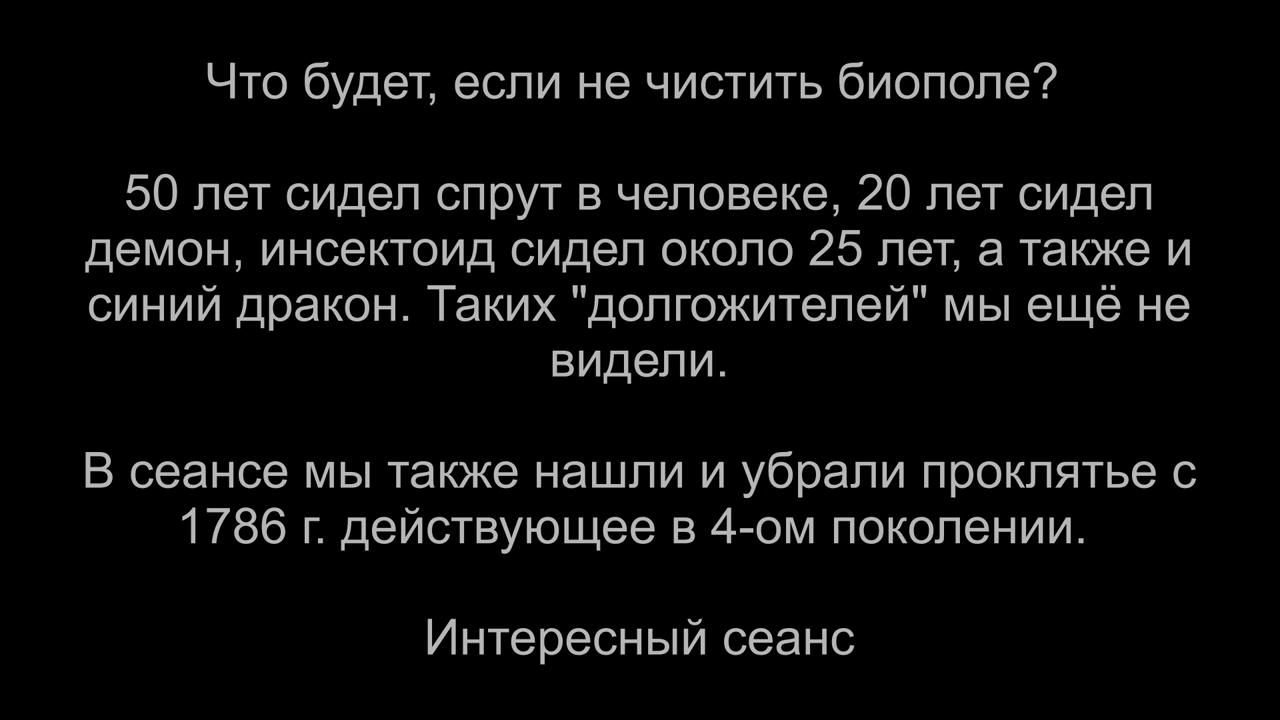 Что будет, если не чистить биополе?
50 лет сидел спрут в человеке, 20 лет сидел
демон, инсектоид сидел около 25 лет, а также и
синий дракон. Таких "долгожителей" мы ещё не
видели.
В сеансе мы также нашли и убрали проклятье с
1786 г. действующее в 4-ом поколении.
Интересный сеанс